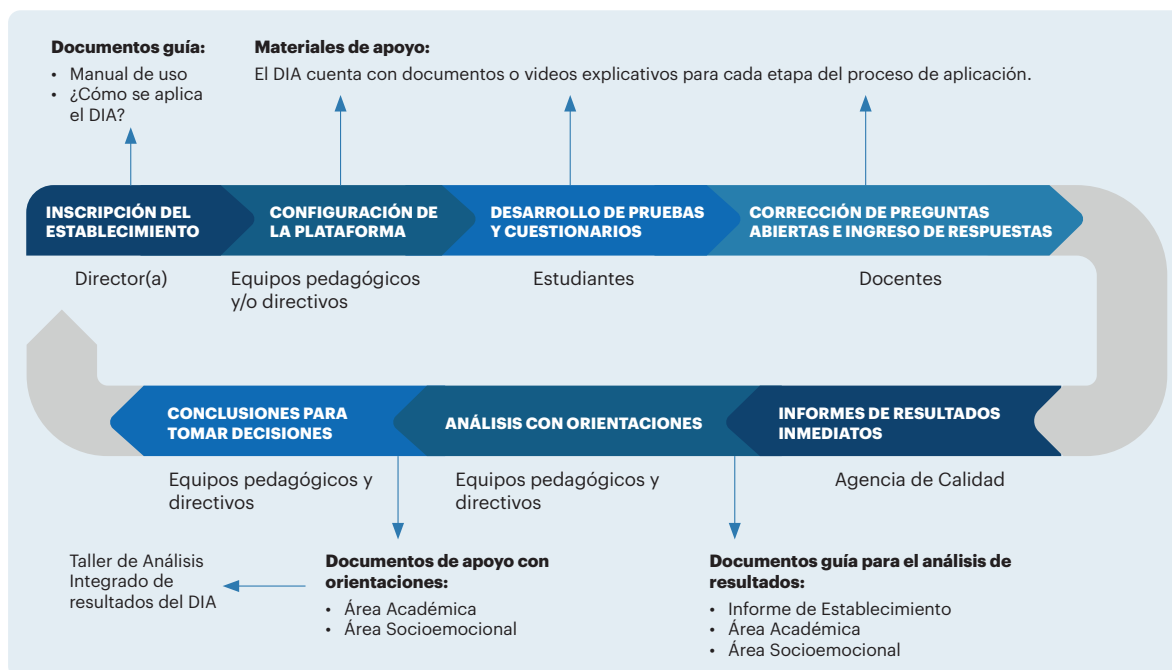 Documentos guía:
• Manual de uso
• ¿Cómo se aplica
el DIA?
Materiales de apoyo:
El DIA cuenta con documentos o videos explicativos para cada etapa del proceso de aplicación.
INSCRIPCIÓN DEL
ESTABLECIMIENTO
CONFIGURACIÓN DE
LA PLATAFORMA
DESARROLLO DE PRUEBAS
Y CUESTIONARIOS
CORRECCIÓN DE PREGUNTAS
ABIERTAS E INGRESO DE RESPUESTAS
Director(a)
Equipos pedagógicos
y/o directivos
Estudiantes
Docentes
INFORMES DE RESULTADOS
INMEDIATOS
ANÁLISIS CON ORIENTACIONES
CONCLUSIONES PARA
TOMAR DECISIONES
Agencia de Calidad
Equipos pedagógicos y
directivos
Equipos pedagógicos y
directivos
Documentos guía para el análisis de
resultados:
• Informe de Establecimiento
• Área Académica
• Área Socioemocional
Documentos de apoyo con
orientaciones:
• Área Académica
• Área Socioemocional
Taller de Análisis
Integrado de
resultados del DIA